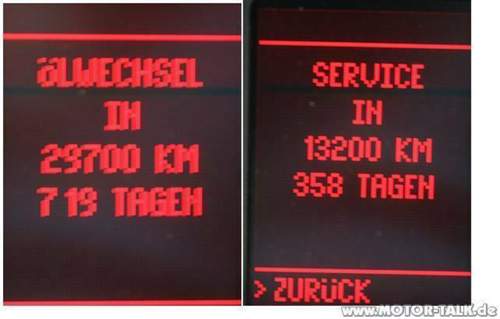 öLWECHSEL
IN
29700 KM
719 TAGEN
SERVICE
IN
13200 KM
358 TAGEN
> ZURÜCK
www.MOTOR-TALK.de